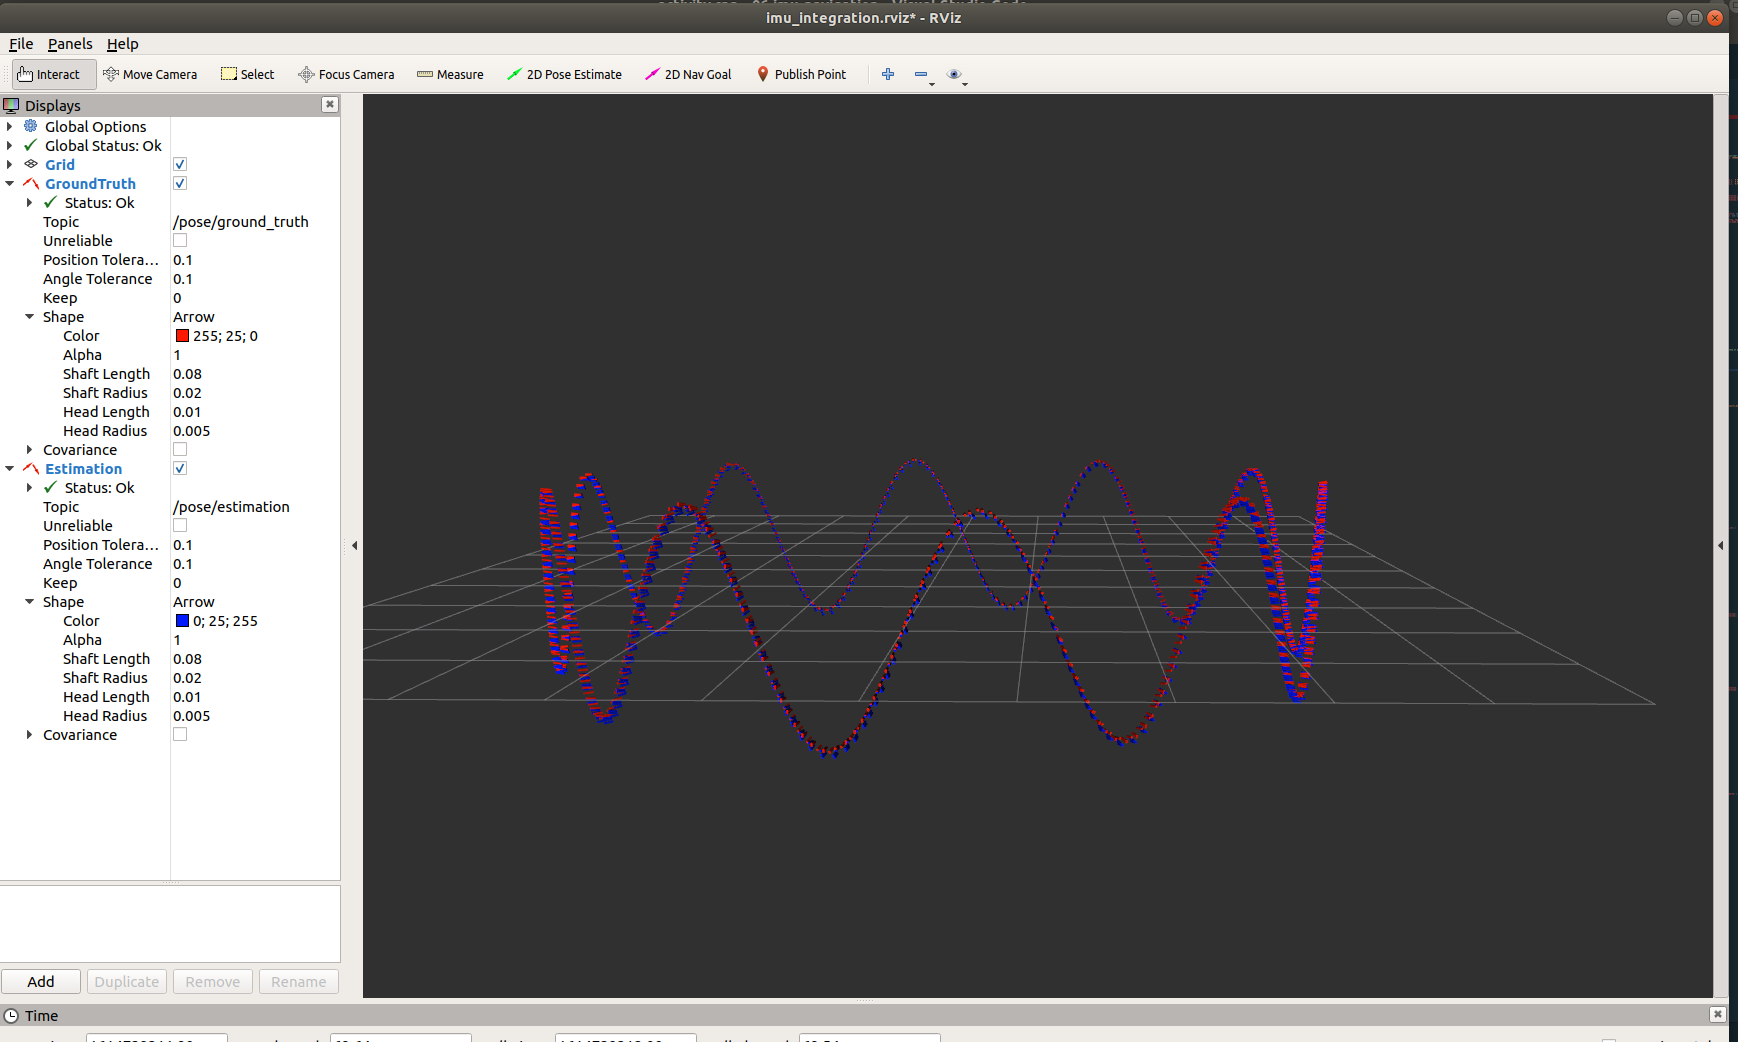 imu_integration.rviz* - RViz
File Panels Help
Interact Move Camera Select Focus Camera Measure 2D Pose Estimate 2D Nav Goal Publish Point
Displays
Global Options
Global Status: Ok
Grid
GroundTruth
Status: Ok
Topic /pose/ground_truth
Unreliable
Position Tolera... 0.1
Angle Tolerance 0.1
Keep 0
Shape Arrow
Color 255; 25; 0
Alpha 1
Shaft Length 0.08
Shaft Radius 0.02
Head Length 0.01
Head Radius 0.005
Covariance
Estimation
Status: Ok
Topic /pose/estimation
Unreliable
Position Tolera... 0.1
Angle Tolerance 0.1
Keep 0
Shape Arrow
Color 0; 25; 255
Alpha 1
Shaft Length 0.08
Shaft Radius 0.02
Head Length 0.01
Head Radius 0.005
Covariance
Add Duplicate Remove Rename
Time